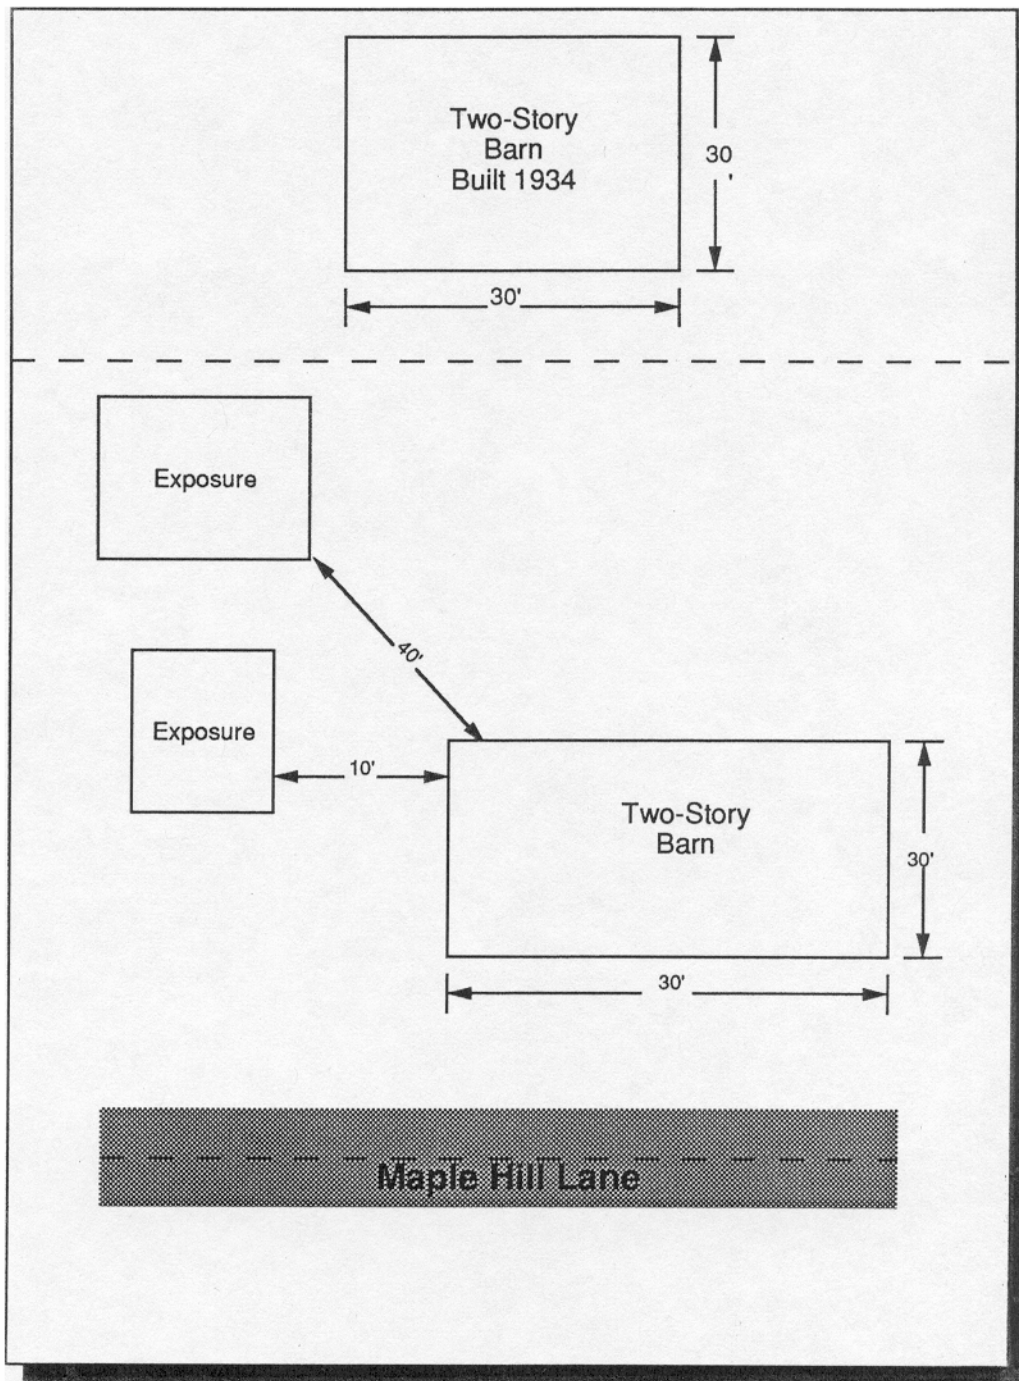 Two-Story
Barn
Built 1934
30
'
30'
Exposure
40'
Exposure
10'
Two-Story
Barn
30'
30'
Maple Hill Lane